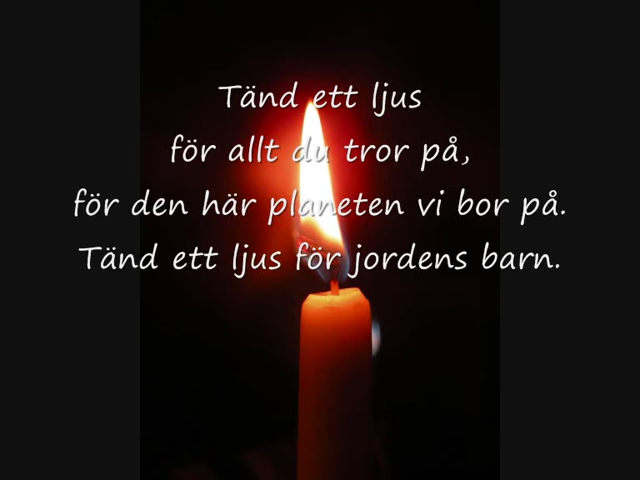 Tänd ett ljus
för allt du tror på,
för den här planeten vi bor på.
Tänd ett ljus för jordens barn.